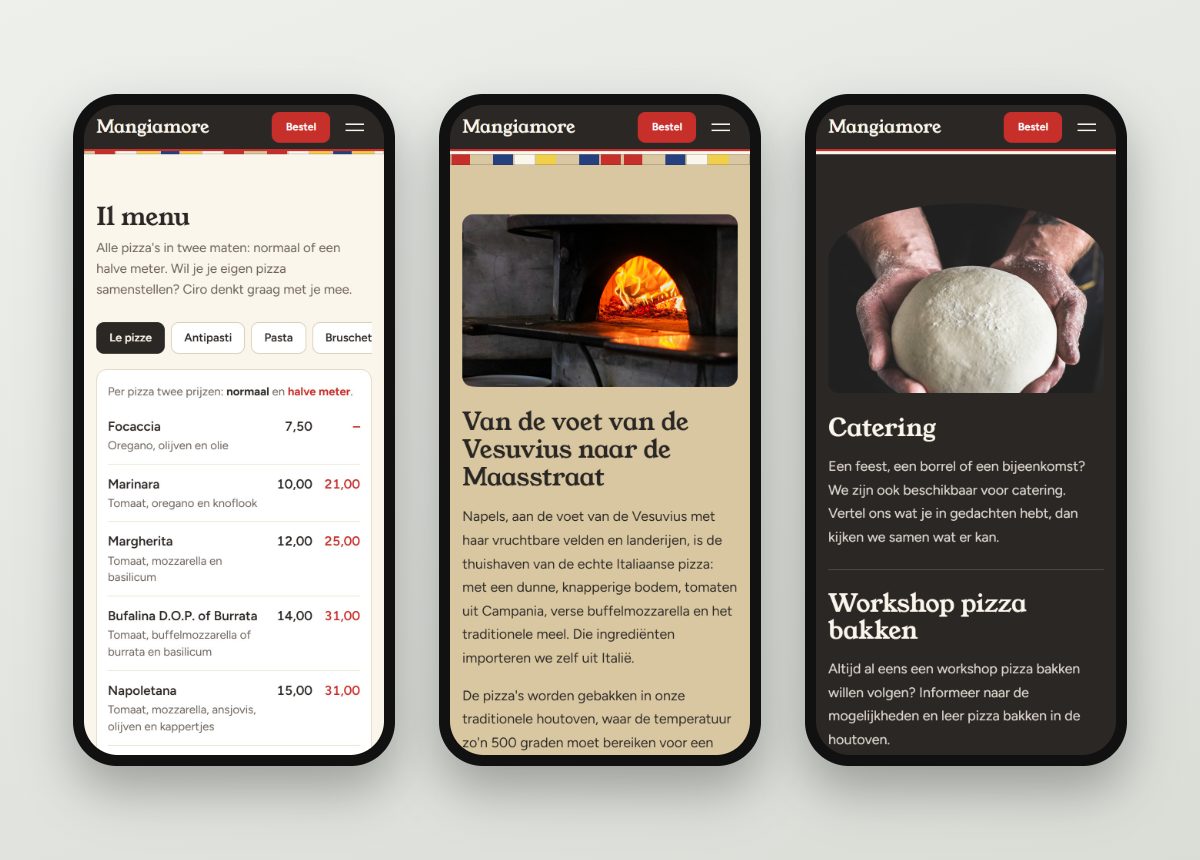 Mangiamore
Bestel
Il menu
Alle pizza's in twee maten: normaal of een
halve meter. Wil je je eigen pizza
samenstellen? Ciro denkt graag met je mee.
Le pizze
Antipasti
Pasta
Bruschet
Per pizza twee prijzen: normaal en halve meter.
Focaccia 7,50 –
Oregano, olijven en olie
Marinara 10,00 21,00
Tomaat, oregano en knoflook
Margherita 12,00 25,00
Tomaat, mozzarella en
basilicum
Bufalina D.O.P. of Burrata 14,00 31,00
Tomaat, buffelmozzarella of
burrata en basilicum
Napoletana 15,00 31,00
Tomaat, mozzarella, ansjovis,
olijven en kappertjes
Mangiamore
Bestel
Van de voet van de
Vesuvius naar de
Maasstraat
Napels, aan de voet van de Vesuvius met
haar vruchtbare velden en landerijen, is de
thuishaven van de echte Italiaanse pizza:
met een dunne, knapperige bodem, tomaten
uit Campania, verse buffelmozzarella en het
traditionele meel. Die ingrediënten
importeren we zelf uit Italië.
De pizza's worden gebakken in onze
traditionele houtoven, waar de temperatuur
zo'n 500 graden moet bereiken voor een
Mangiamore
Bestel
Catering
Een feest, een borrel of een bijeenkomst?
We zijn ook beschikbaar voor catering.
Vertel ons wat je in gedachten hebt, dan
kijken we samen wat er kan.
Workshop pizza
bakken
Altijd al eens een workshop pizza bakken
willen volgen? Informeer naar de
mogelijkheden en leer pizza bakken in de
houtoven.